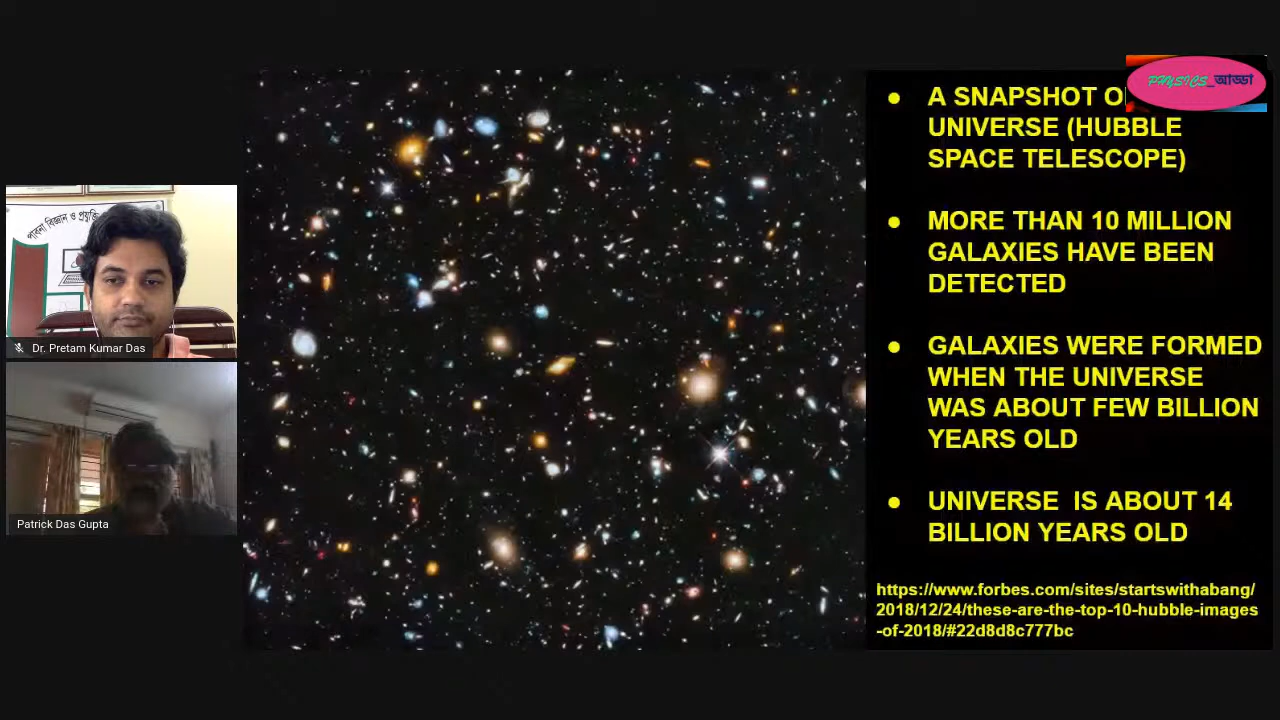 পাবনা বিজ্ঞান ও প্রযুক্তি
Dr. Pretam Kumar Das
Patrick Das Gupta
PHYSICS_আড্ডা
• A SNAPSHOT O
UNIVERSE (HUBBLE
SPACE TELESCOPE)
• MORE THAN 10 MILLION
GALAXIES HAVE BEEN
DETECTED
• GALAXIES WERE FORMED
WHEN THE UNIVERSE
WAS ABOUT FEW BILLION
YEARS OLD
• UNIVERSE IS ABOUT 14
BILLION YEARS OLD
https://www.forbes.com/sites/startswithabang/
2018/12/24/these-are-the-top-10-hubble-images
-of-2018/#22d8d8c777bc